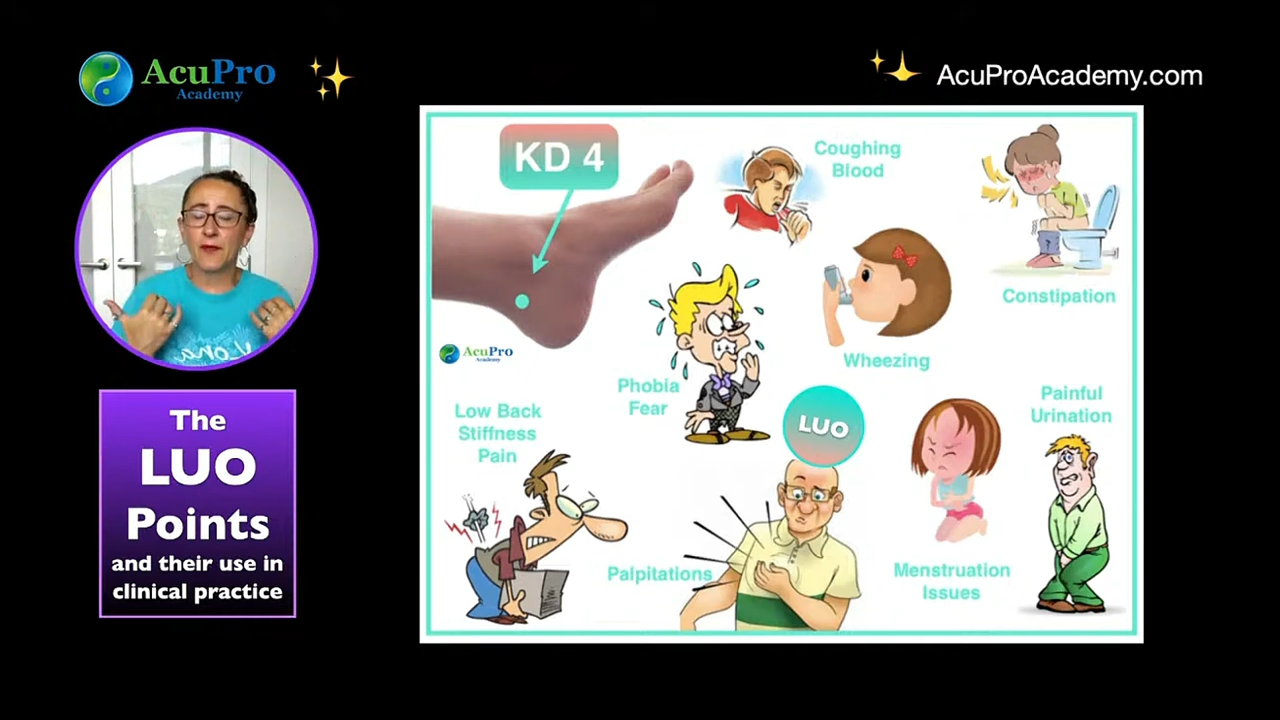 AcuPro
Academy
AcuProAcademy.com
The
LUO
Points
and their use in
clinical practice
KD 4
Coughing
Blood
Constipation
Wheezing
AcuPro
Academy
Phobia
Fear
Low Back
Stiffness
Pain
LUO
Painful
Urination
Palpitations
Menstruation
Issues